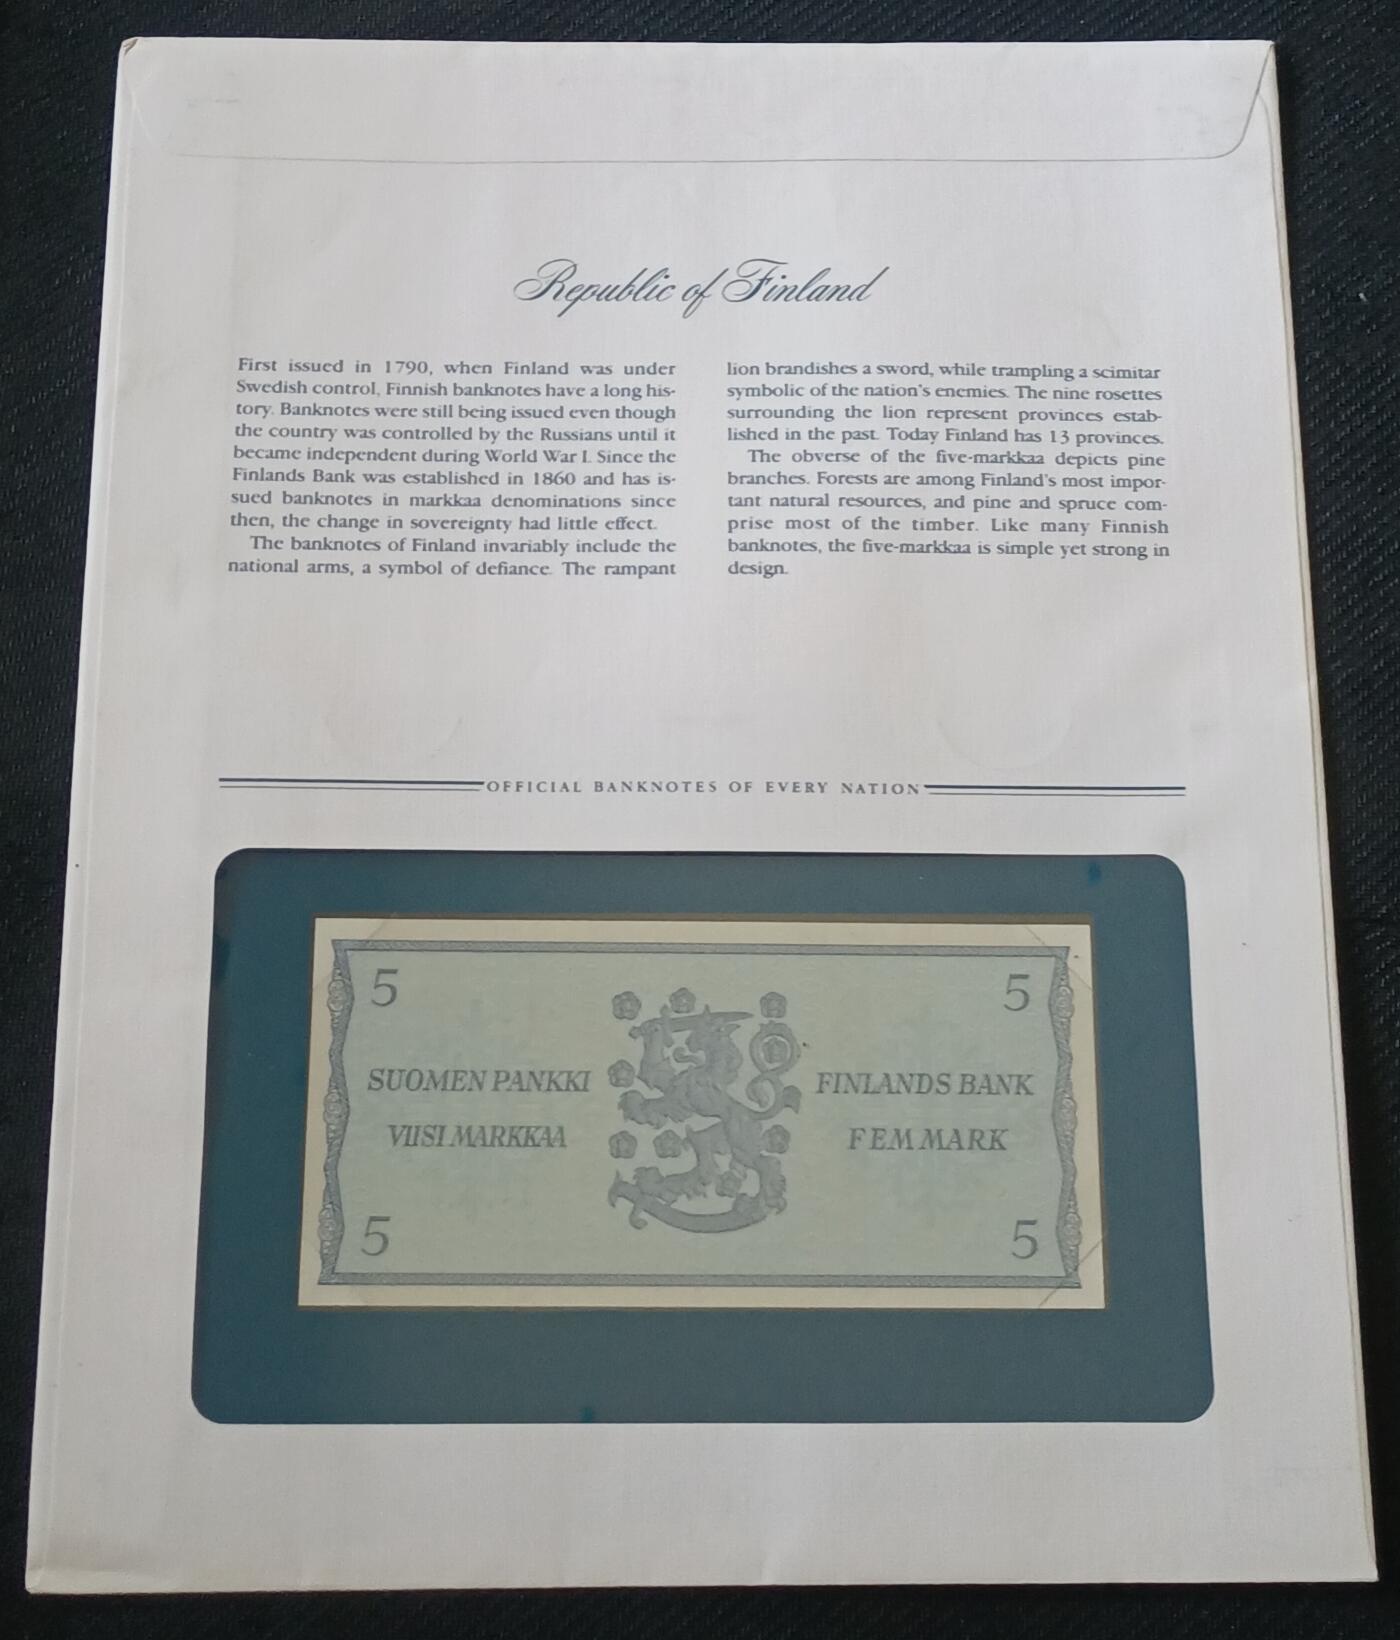 Republic of Finland
First issued in 1790, when Finland was under
Swedish control, Finnish banknotes have a long his-
tory. Banknotes were still being issued even though
the country was controlled by the Russians until it
became independent during World War I. Since the
Finlands Bank was established in 1860 and has is-
sued banknotes in markkaa denominations since
then, the change in sovereignty had little effect.
The banknotes of Finland invariably include the
national arms, a symbol of defiance. The rampant
lion brandishes a sword, while trampling a scimitar
symbolic of the nation's enemies. The nine rosettes
surrounding the lion represent provinces estab-
lished in the past. Today Finland has 13 provinces.
The obverse of the five-markkaa depicts pine
branches. Forests are among Finland's most impor-
tant natural resources, and pine and spruce com-
prise most of the timber. Like many Finnish
banknotes, the five-markkaa is simple yet strong in
design.
OFFICIAL BANKNOTES OF EVERY NATION
5 5
SUOMEN PANKKI FINLANDS BANK
VIISI MARKKAA FEM MARK
5 5